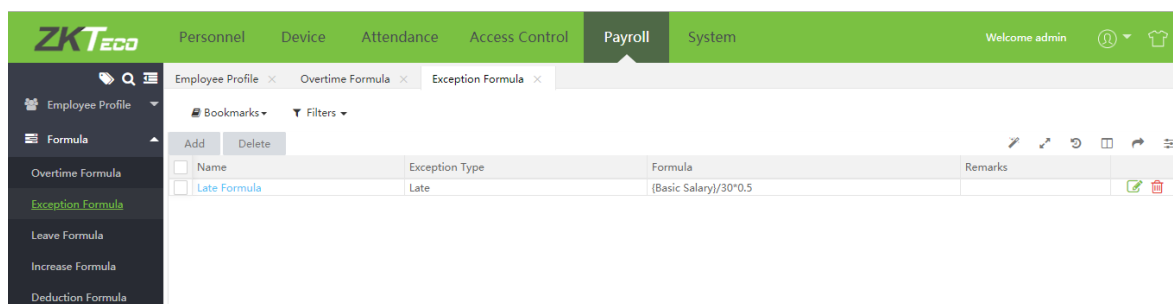 ZKTECO Personnel Device Attendance Access Control Payroll System Welcome admin
Employee Profile × Overtime Formula × Exception Formula ×
Employee Profile
Bookmarks Filters
Formula
Add Delete
Name Exception Type Formula Remarks
Overtime Formula
Late Formula Late {Basic Salary}/30*0.5
Exception Formula
Leave Formula
Increase Formula
Deduction Formula